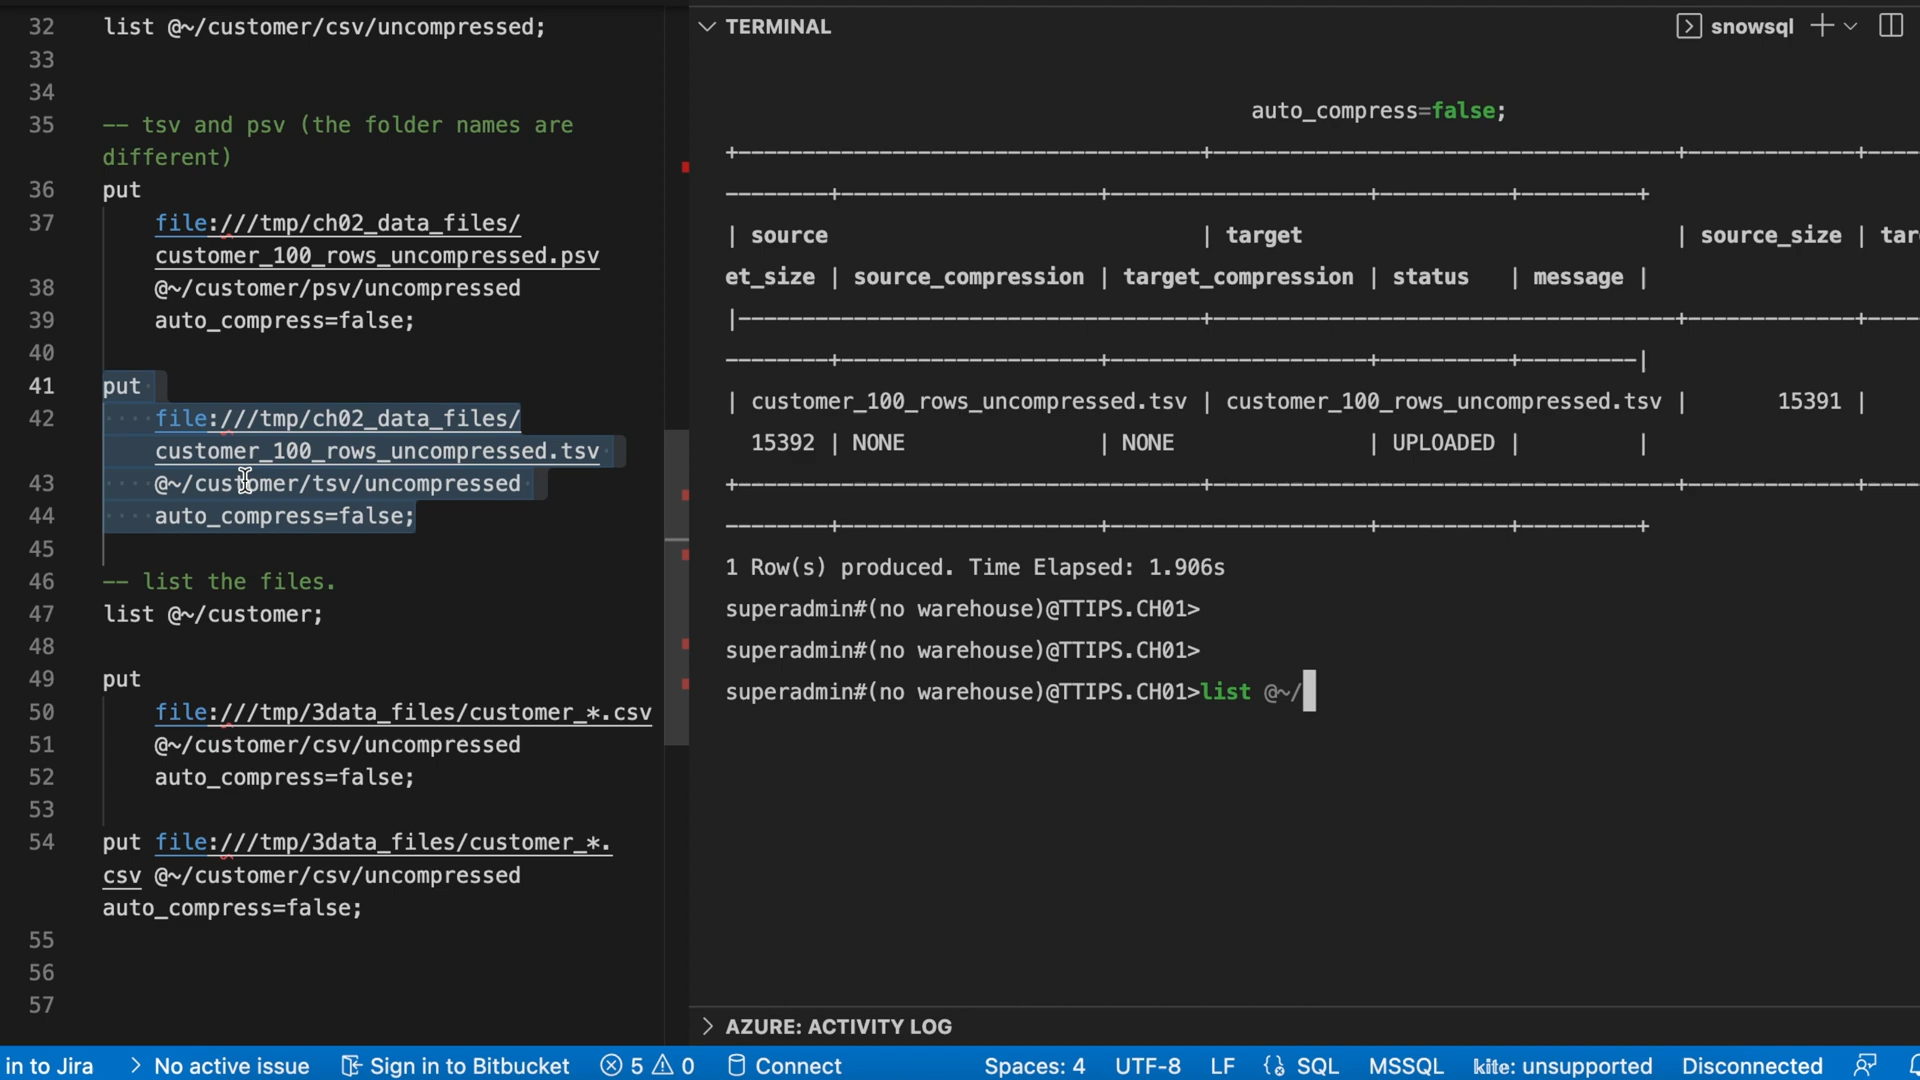 32 list @~/customer/csv/uncompressed;
33
34
35 -- tsv and psv (the folder names are
different)
36 put
37 file:///tmp/ch02_data_files/
customer_100_rows_uncompressed.psv
38 @~/customer/psv/uncompressed
39 auto_compress=false;
40
41 put
42 file:///tmp/ch02_data_files/
customer_100_rows_uncompressed.tsv
43 @~/customer/tsv/uncompressed
44 auto_compress=false;
45
46 -- list the files.
47 list @~/customer;
48
49 put
50 file:///tmp/3data_files/customer_*.csv
51 @~/customer/csv/uncompressed
52 auto_compress=false;
53
54 put file:///tmp/3data_files/customer_*.
csv @~/customer/csv/uncompressed
auto_compress=false;
55
56
57
TERMINAL
snowsql
auto_compress=false;
| source | target | source_size | tar
et_size | source_compression | target_compression | status | message |
| customer_100_rows_uncompressed.tsv | customer_100_rows_uncompressed.tsv | 15391 |
15392 | NONE | NONE | UPLOADED | |
1 Row(s) produced. Time Elapsed: 1.906s
superadmin#(no warehouse)@TTIPS.CH01>
superadmin#(no warehouse)@TTIPS.CH01>
superadmin#(no warehouse)@TTIPS.CH01>list @~/
AZURE: ACTIVITY LOG
in to Jira > No active issue Sign in to Bitbucket 5 0 Connect Spaces: 4 UTF-8 LF SQL MSSQL kite: unsupported Disconnected